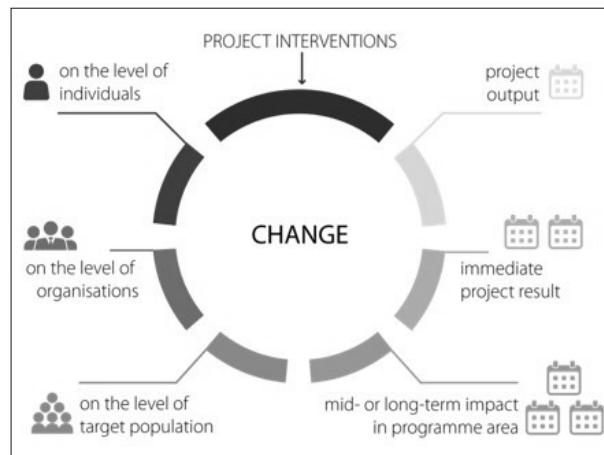 PROJECT INTERVENTIONS
on the level of
individuals
project
output
CHANGE
on the level of
organisations
immediate
project result
on the level of
target population
mid- or long-term impact
in programme area